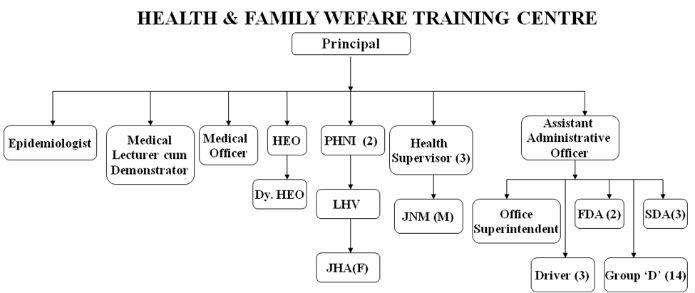 HEALTH & FAMILY WEFARE TRAINING CENTRE
Principal
Epidemiologist
Medical
Lecturer cum
Demonstrator
Medical
Officer
HEO
PHNI (2)
Health
Supervisor (3)
Assistant
Administrative
Officer
Dy. HEO
LHV
JNM (M)
Office
Superintendent
FDA (2)
SDA(3)
JHA(F)
Driver (3)
Group ‘D’ (14)